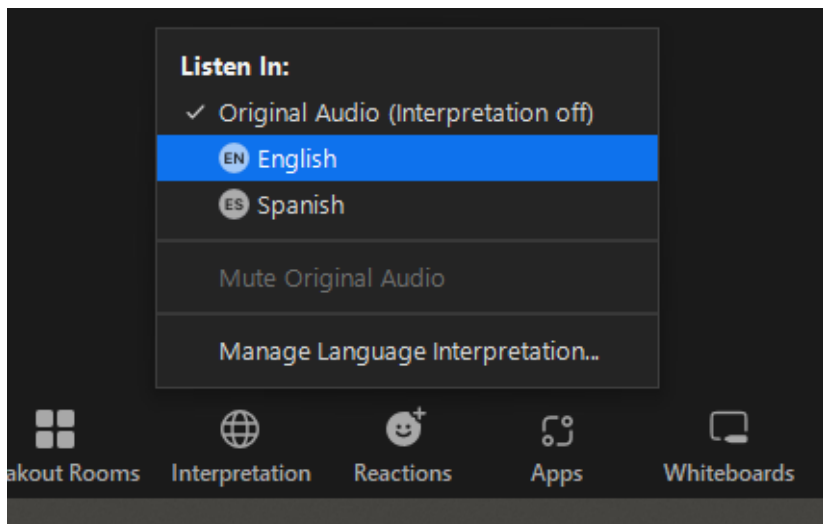 Listen In:
✓ Original Audio (Interpretation off)
EN English
ES Spanish
Mute Original Audio
Manage Language Interpretation...
akout Rooms Interpretation Reactions Apps Whiteboards